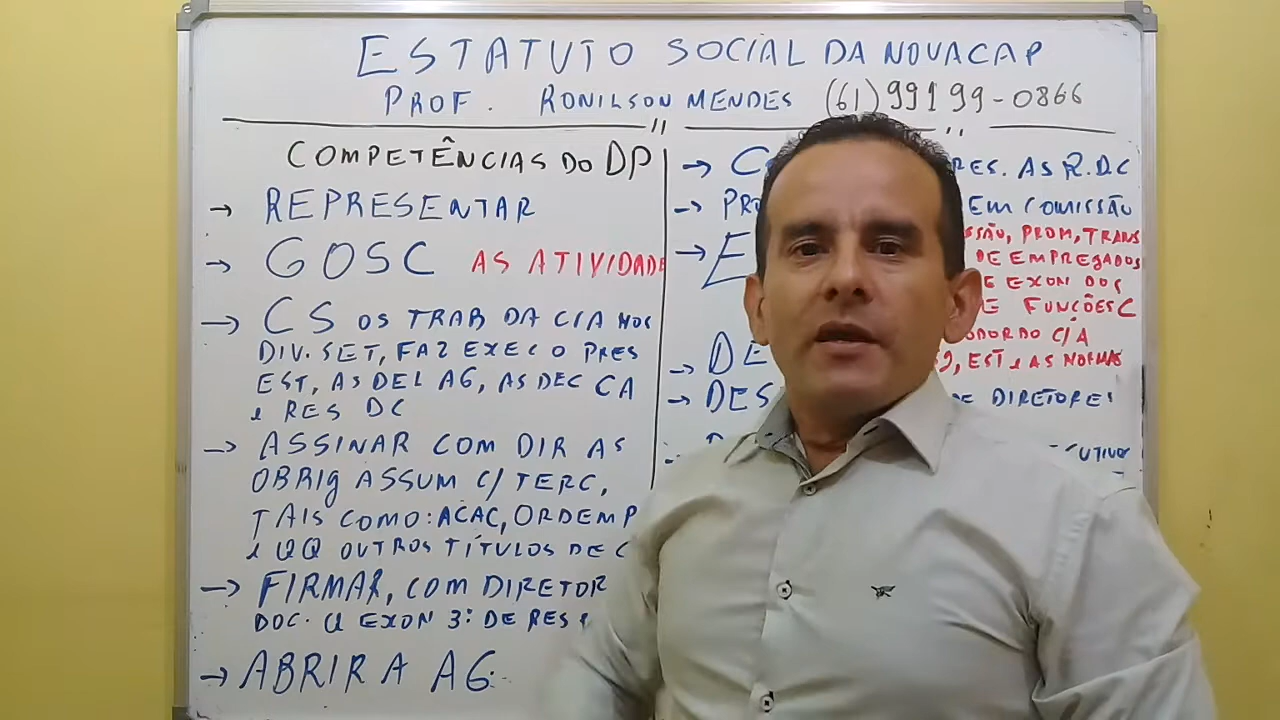 ESTATUTO SOCIAL DA NOVACAP
PROF. RONILSON MENDES (61) 99199-0866
COMPETÊNCIAS DO DP
→ REPRESENTAR
→ GOSC AS ATIVIDADE
→ CS OS TRAB DA CIA NOS
DIV. SET, FAZ EXEC O PRES
EST, AS DEL AG, AS DEC CA
e RES DC
→ ASSINAR COM DIR AS
OBRIG ASSUM C/ TERC,
TAIS COMO: ACAC, ORDEM P
e QQ OUTROS TÍTULOS DE C
→ FIRMAR, COM DIRETOR
DOC. Q EXON 3: DE RES
→ ABRIR A AG
→ RES. AS R. DC
→ EM COMISSÃO
→ SSÃO, PROM, TRANS
DE EMPREGADOS
E EXON DOS
E FUNÇÕES C
DO CIA
→ DE EST e AS NORMAS
→ DES DE DIRETORES
CUTIVOS